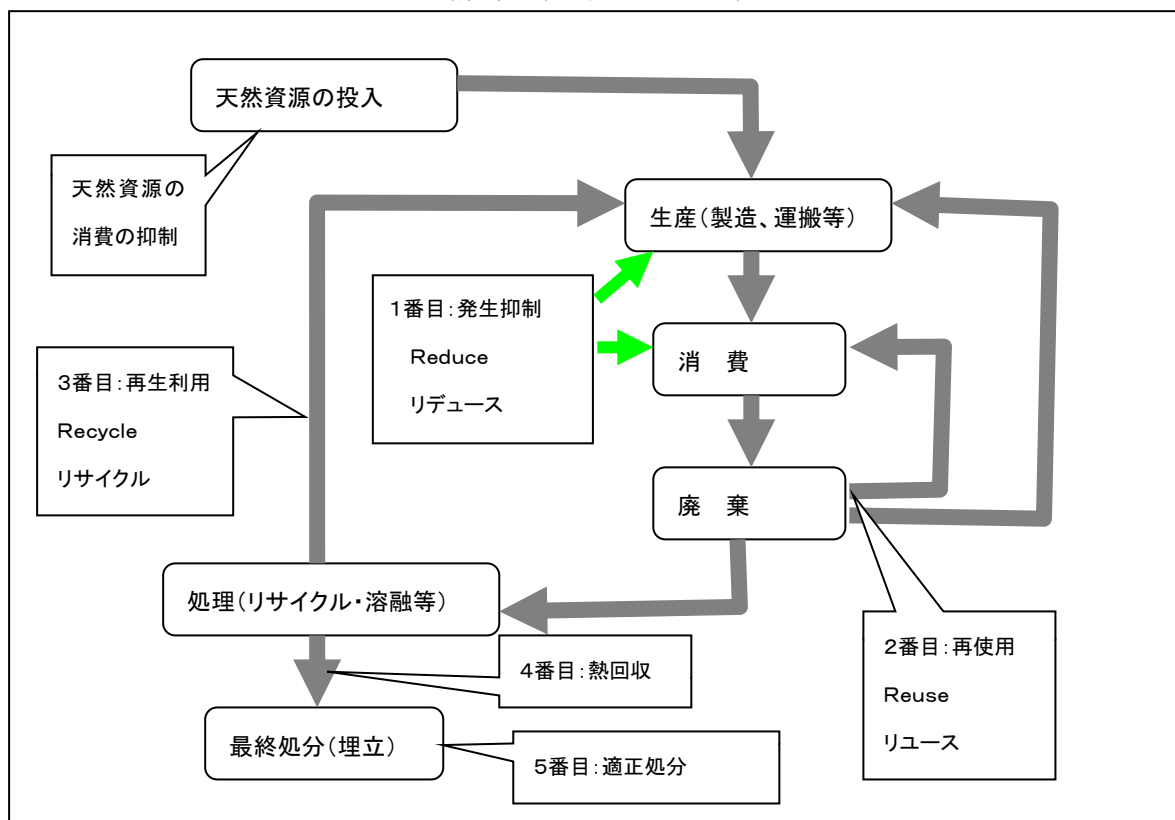 天然資源の投入
天然資源の
消費の抑制
生産(製造、運搬等)
1番目:発生抑制
Reduce
リデュース
消 費
3番目:再生利用
Recycle
リサイクル
廃 棄
処理(リサイクル・溶融等)
2番目:再使用
Reuse
リユース
4番目:熱回収
最終処分(埋立)
5番目:適正処分